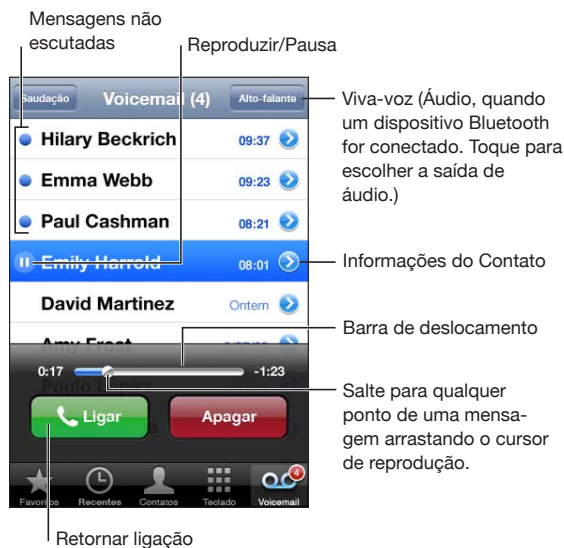 Mensagens não
escutadas
Reproduzir/Pausa
Saudação
Voicemail (4)
Alto-falante
Viva-voz (Áudio, quando
um dispositivo Bluetooth
for conectado. Toque para
escolher a saída de
áudio.)
Hilary Beckrich
09:37
Emma Webb
09:23
Paul Cashman
08:21
Emily Harrold
08:01
Informações do Contato
David Martinez
Ontem
Barra de deslocamento
Amy Frost
0:17
-1:23
Salte para qualquer
ponto de uma mensa-
gem arrastando o cursor
de reprodução.
Ligar
Apagar
4
Favoritos
Recentes
Contatos
Teclado
Voicemail
Retornar ligação